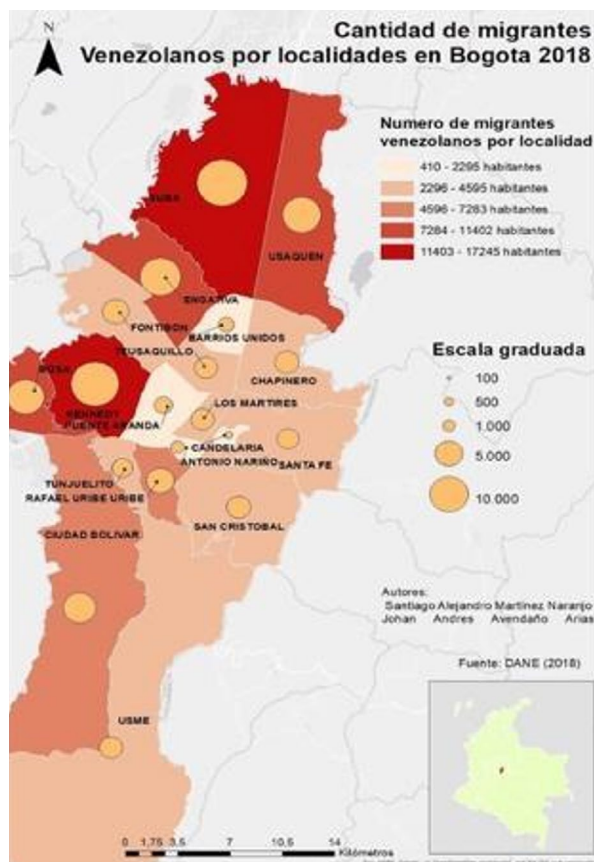 Cantidad de migrantes
Venezolanos por localidades en Bogota 2018
N
Numero de migrantes
venezolanos por localidad
410 - 2295 habitantes
2296 - 4595 habitantes
4596 - 7283 habitantes
7284 - 11402 habitantes
11403 - 17245 habitantes
SUBA
USAQUEN
ENGATIVA
FONTIBON
BARRIOS UNIDOS
TEUSAQUILLO
Escala graduada
100
500
1.000
5.000
10.000
BOSA
CHAPINERO
KENNEDY
LOS MARTIRES
PUENTE ARANDA
CANDELARIA
ANTONIO NARIÑO
SANTA FE
TUNJUELITO
RAFAEL URIBE URIBE
SAN CRISTOBAL
CIUDAD BOLIVAR
Autores:
Santiago Alejandro Martínez Naranjo
Johan Andres Avendaño Arias
Fuente: DANE (2018)
USME
0 1,75 3,5 7 10,5 14
Kilómetros